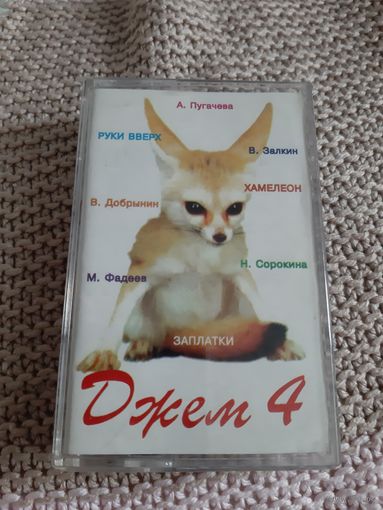 А. Пугачева
РУКИ ВВЕРХ
В. Залкин
ХАМЕЛЕОН
В. Добрынин
Н. Сорокина
М. Фадеев
ЗАПЛАТКИ
Джем 4